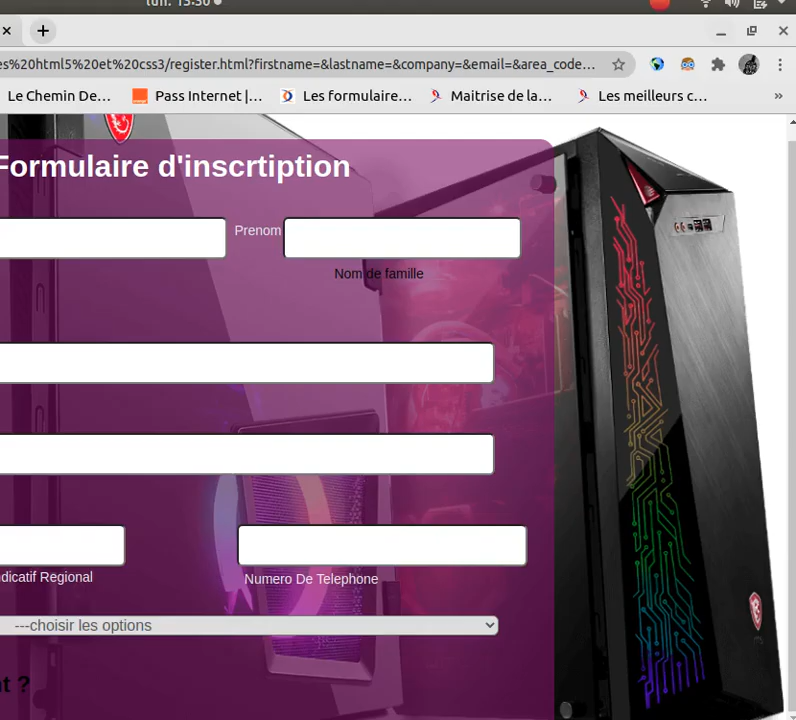 lun. 13:30
es%20html5%20et%20css3/register.html?firstname=&lastname=&company=&email=&area_code...
Le Chemin De... Pass Internet |... Les formulaire... Maitrise de la... Les meilleurs c... »
Formulaire d'inscrtiption
Prenom
Nom de famille
dicatif Regional
Numero De Telephone
---choisir les options
t ?